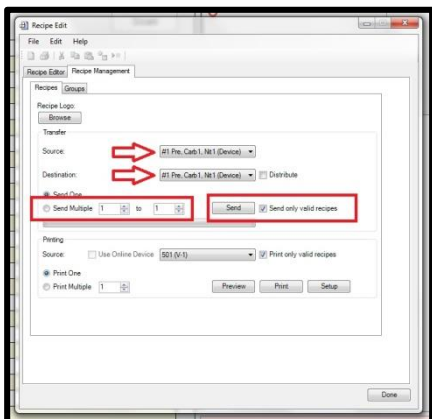 Recipe Edit
File Edit Help
Recipe Editor Recipe Management
Recipes Groups
Recipe Logo:
Browse
Transfer
Source: #1 Pre, Carb1, Nit1 (Device)
Destination: #1 Pre, Carb1, Nit1 (Device) Distribute
Send One
Send Multiple 1 to 1 Send Send only valid recipes
Printing
Source: Use Online Device 501 (V-1) Print only valid recipes
Print One
Print Multiple 1 Preview Print Setup
Done